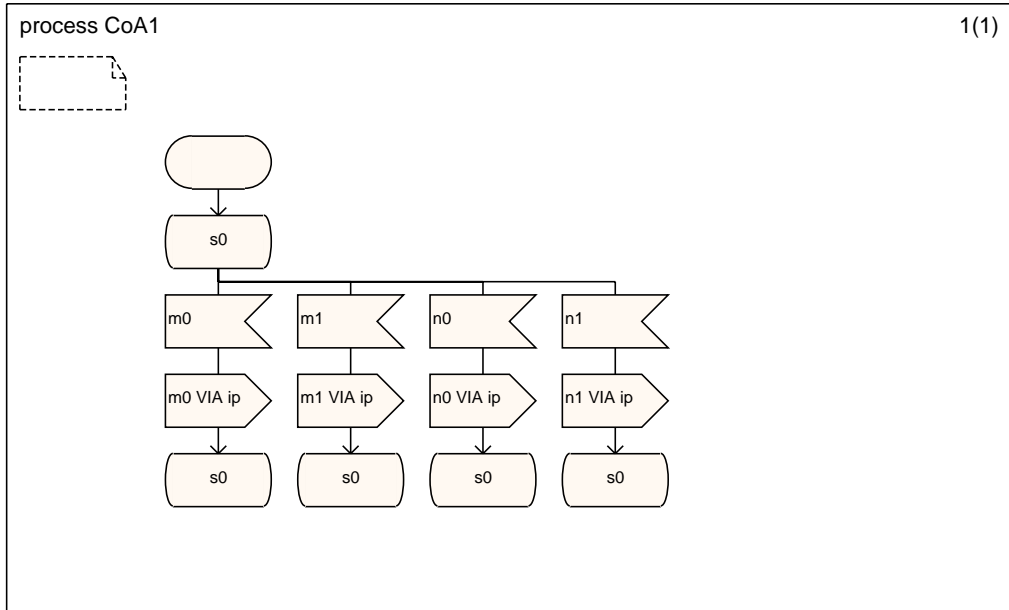 process CoA1
1(1)
s0
m0
m1
n0
n1
m0 VIA ip
m1 VIA ip
n0 VIA ip
n1 VIA ip
s0
s0
s0
s0